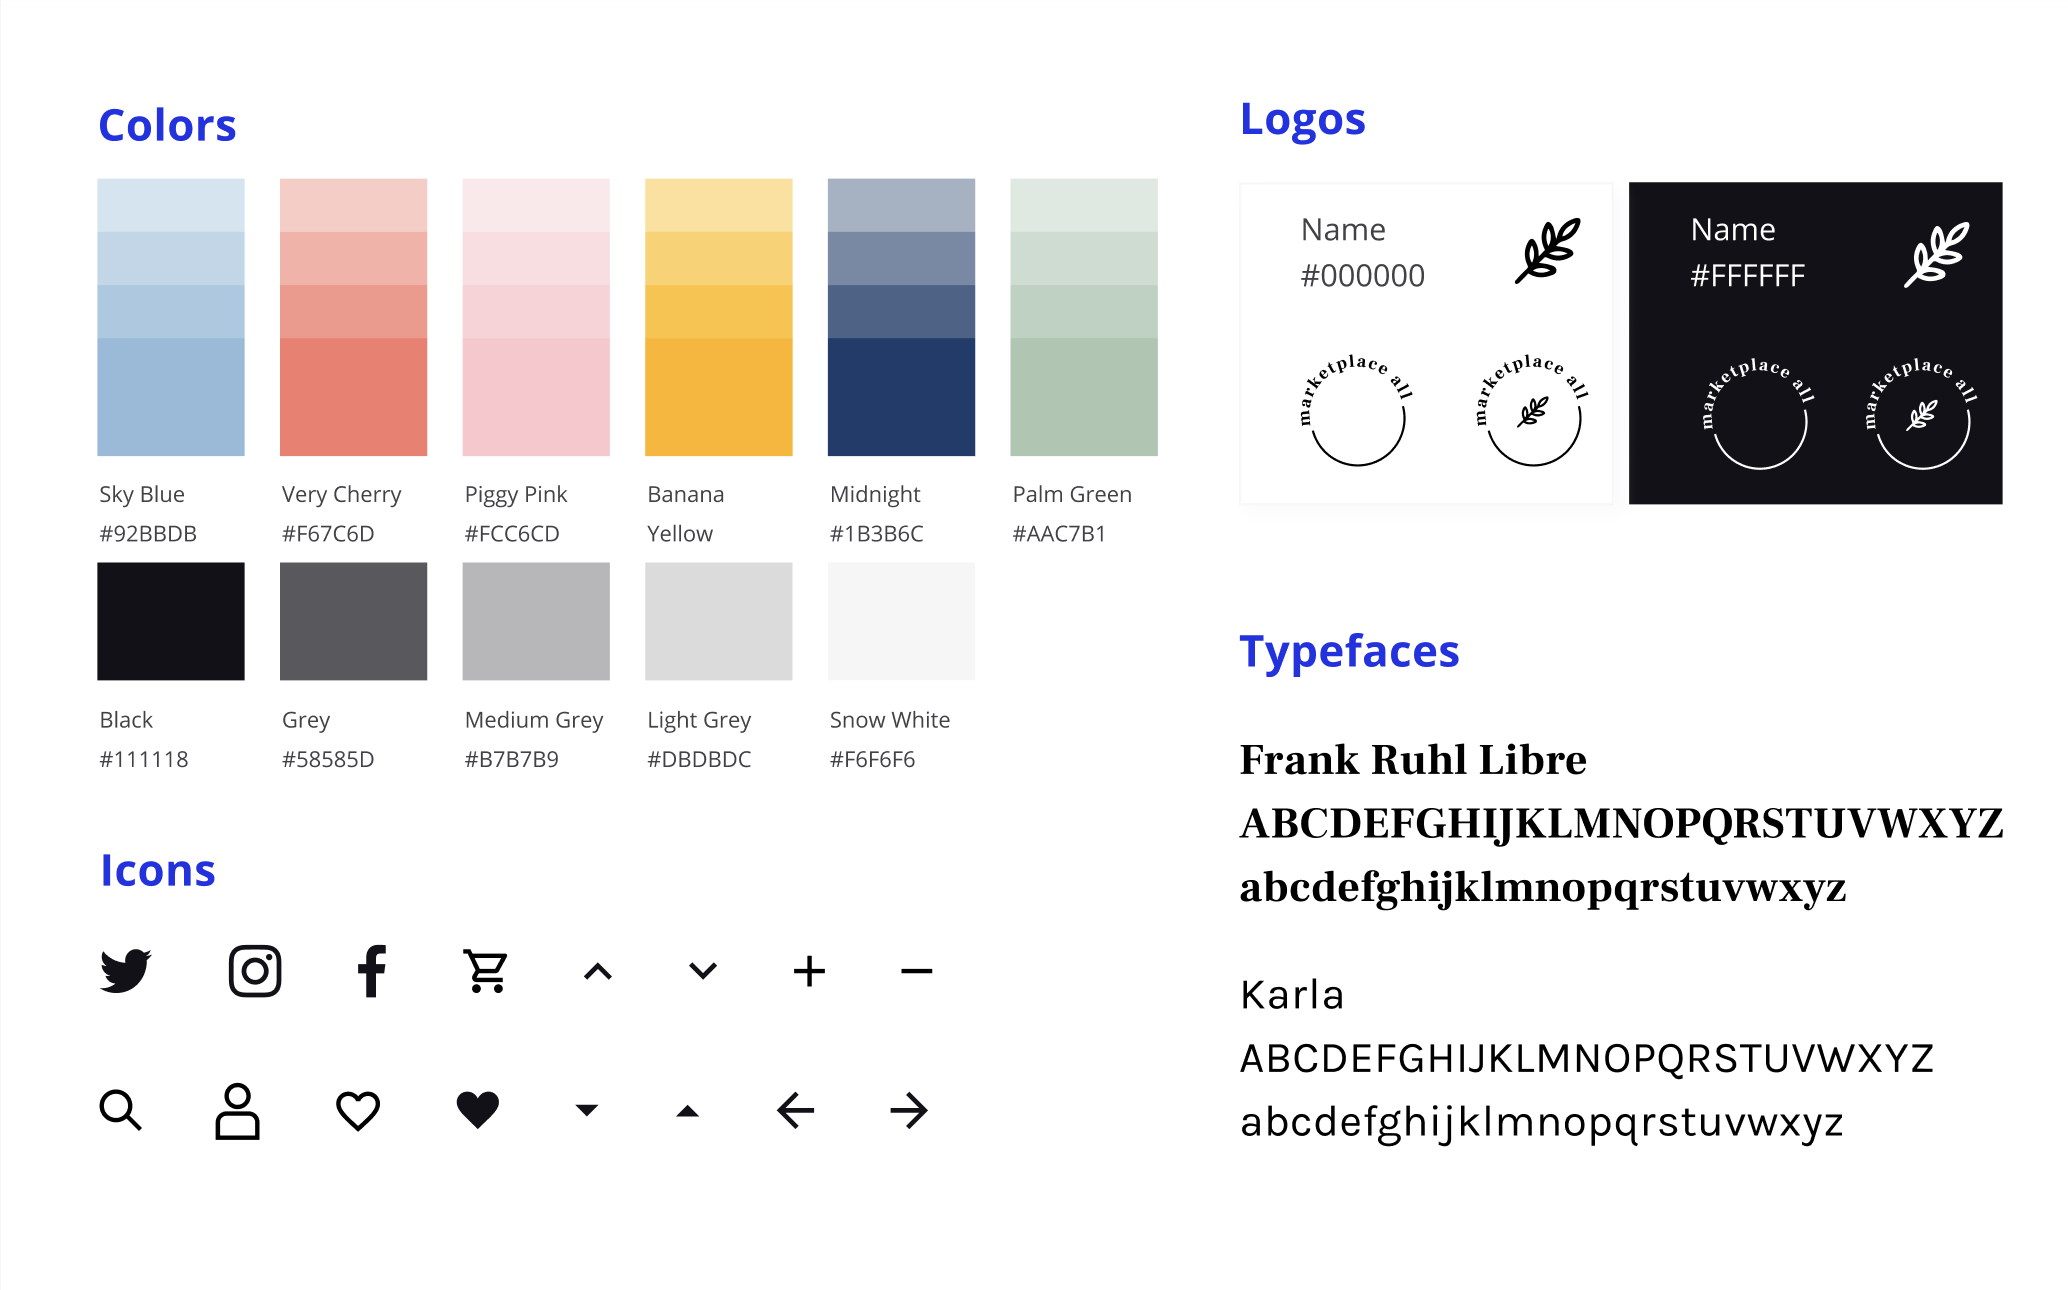 Colors
Sky Blue
#92BBDB
Very Cherry
#F67C6D
Piggy Pink
#FCC6CD
Banana
Yellow
Midnight
#1B3B6C
Palm Green
#AAC7B1
Black
#111118
Grey
#58585D
Medium Grey
#B7B7B9
Light Grey
#DBDBDC
Snow White
#F6F6F6
Icons
Logos
Name
#000000
marketplace all
marketplace all
Name
#FFFFFF
marketplace all
marketplace all
Typefaces
Frank Ruhl Libre
ABCDEFGHIJKLMNOPQRSTUVWXYZ
abcdefghijklmnopqrstuvwxyz
Karla
ABCDEFGHIJKLMNOPQRSTUVWXYZ
abcdefghijklmnopqrstuvwxyz